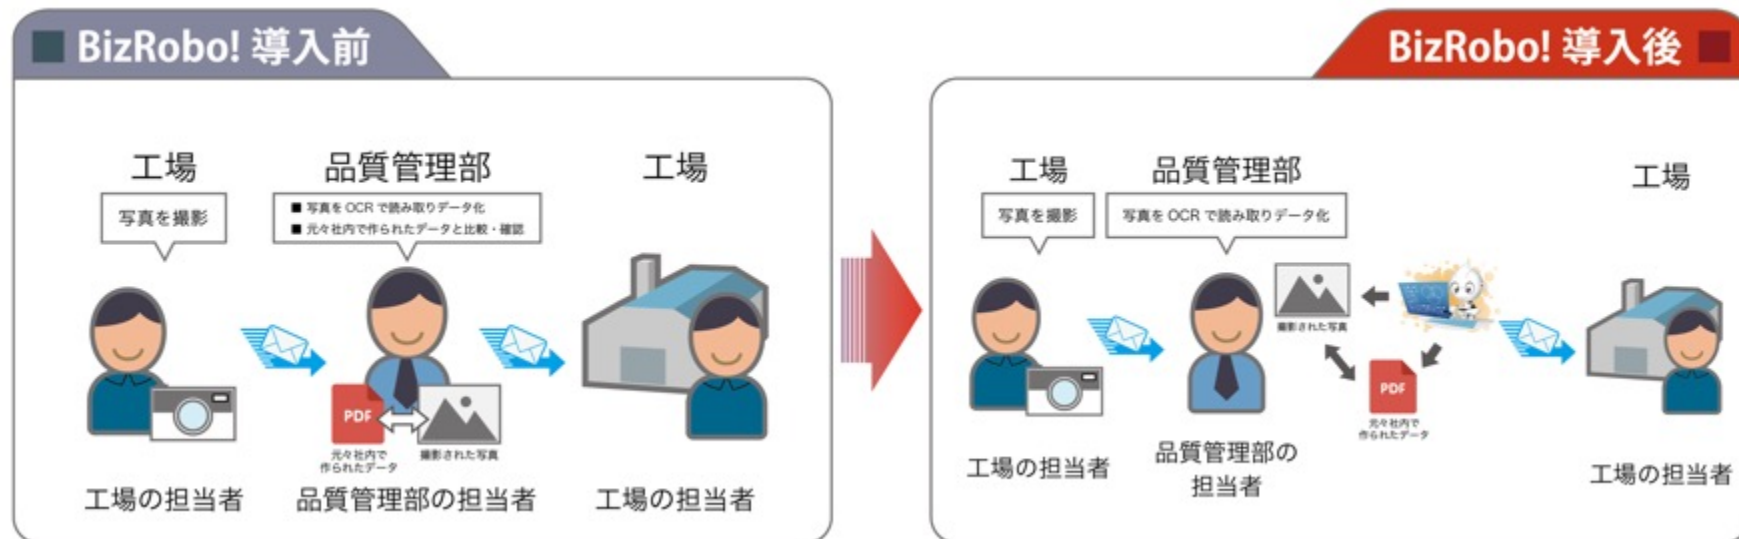 ■ BizRobo! 導入前
工場
品質管理部
工場
写真を撮影
■ 写真を OCR で読み取りデータ化
■ 元々社内で作られたデータと比較・確認
PDF
元々社内で
作られたデータ
撮影された写真
工場の担当者
品質管理部の担当者
工場の担当者
BizRobo! 導入後 ■
工場
品質管理部
工場
写真を撮影
写真を OCR で読み取りデータ化
撮影された写真
PDF
元々社内で
作られたデータ
工場の担当者
品質管理部の
担当者
工場の担当者